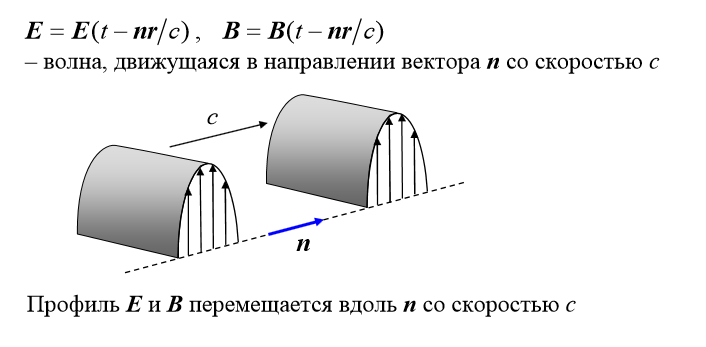 E = E(t – nr/c) ,   B = B(t – nr/c)
– волна, движущаяся в направлении вектора n со скоростью c
c
n
Профиль E и B перемещается вдоль n со скоростью c